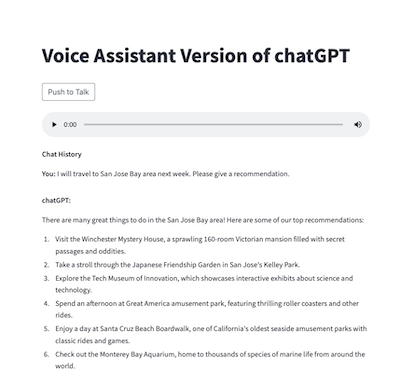 Voice Assistant Version of chatGPT
Push to Talk
0:00
Chat History
You: I will travel to San Jose Bay area next week. Please give a recommendation.
chatGPT:
There are many great things to do in the San Jose Bay area! Here are some of our top recommendations:
1. Visit the Winchester Mystery House, a sprawling 160-room Victorian mansion filled with secret
passages and oddities.
2. Take a stroll through the Japanese Friendship Garden in San Jose's Kelley Park.
3. Explore the Tech Museum of Innovation, which showcases interactive exhibits about science and
technology.
4. Spend an afternoon at Great America amusement park, featuring thrilling roller coasters and other
rides.
5. Enjoy a day at Santa Cruz Beach Boardwalk, one of California's oldest seaside amusement parks with
classic rides and games.
6. Check out the Monterey Bay Aquarium, home to thousands of species of marine life from around the
world.